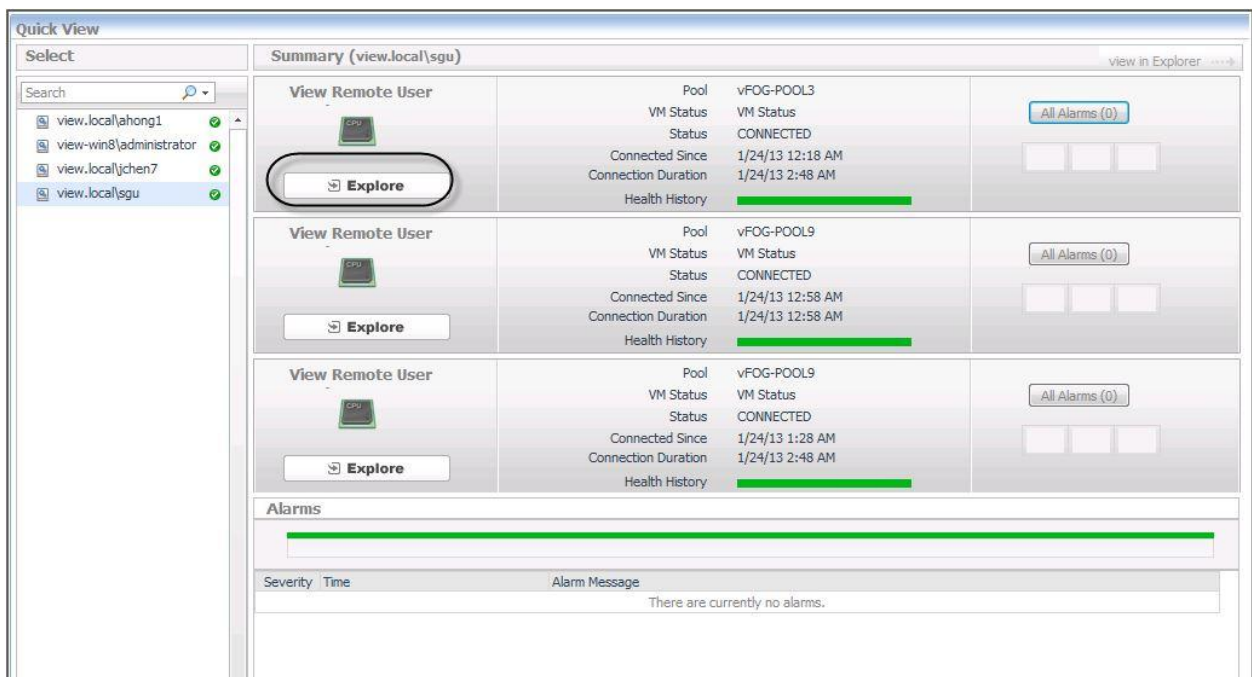 Quick View
Select
Search
view.local\ahong1
view-win8\administrator
view.local\jchen7
view.local\sgu
Summary (view.local\sgu)
view in Explorer
View Remote User
CPU
Explore
Pool vFOG-POOL3
VM Status VM Status
Status CONNECTED
Connected Since 1/24/13 12:18 AM
Connection Duration 1/24/13 2:48 AM
Health History
All Alarms (0)
View Remote User
CPU
Explore
Pool vFOG-POOL9
VM Status VM Status
Status CONNECTED
Connected Since 1/24/13 12:58 AM
Connection Duration 1/24/13 12:58 AM
Health History
All Alarms (0)
View Remote User
CPU
Explore
Pool vFOG-POOL9
VM Status VM Status
Status CONNECTED
Connected Since 1/24/13 1:28 AM
Connection Duration 1/24/13 2:48 AM
Health History
All Alarms (0)
Alarms
Severity Time Alarm Message
There are currently no alarms.